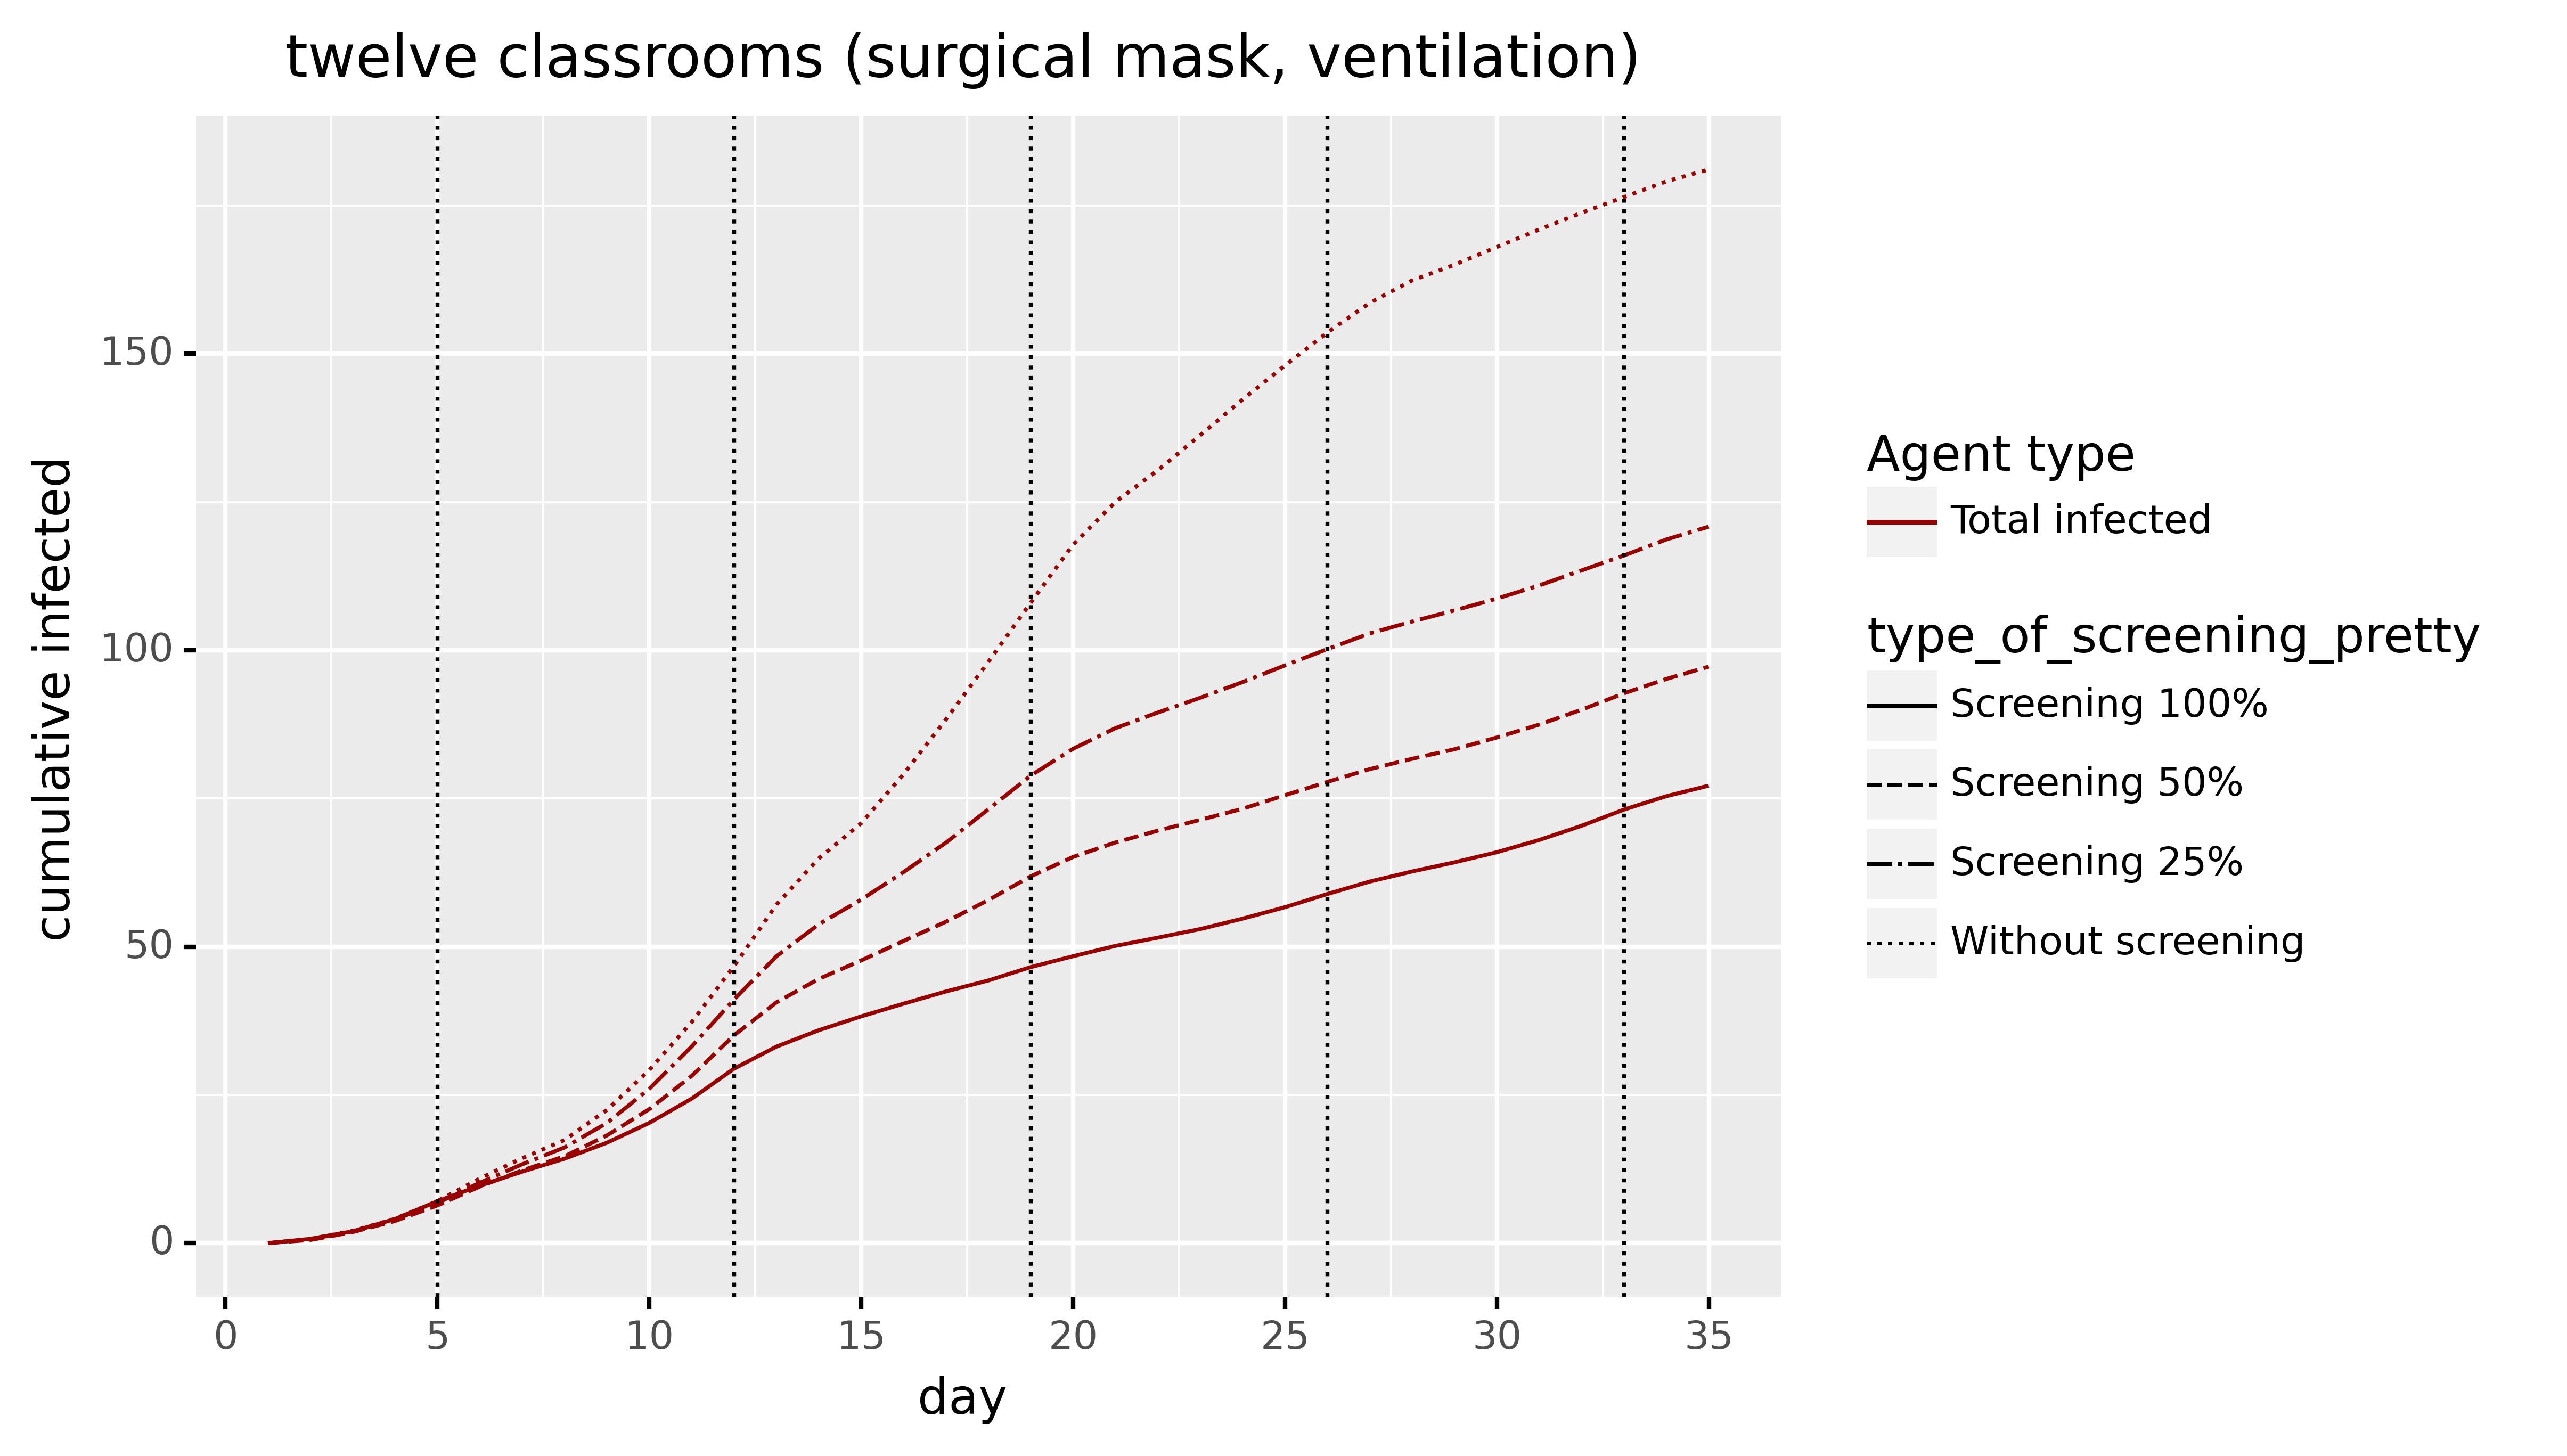 twelve classrooms (surgical mask, ventilation)
cumulative infected
150
100
50
0
0 5 10 15 20 25 30 35
day
Agent type
Total infected
type_of_screening_pretty
Screening 100%
Screening 50%
Screening 25%
Without screening